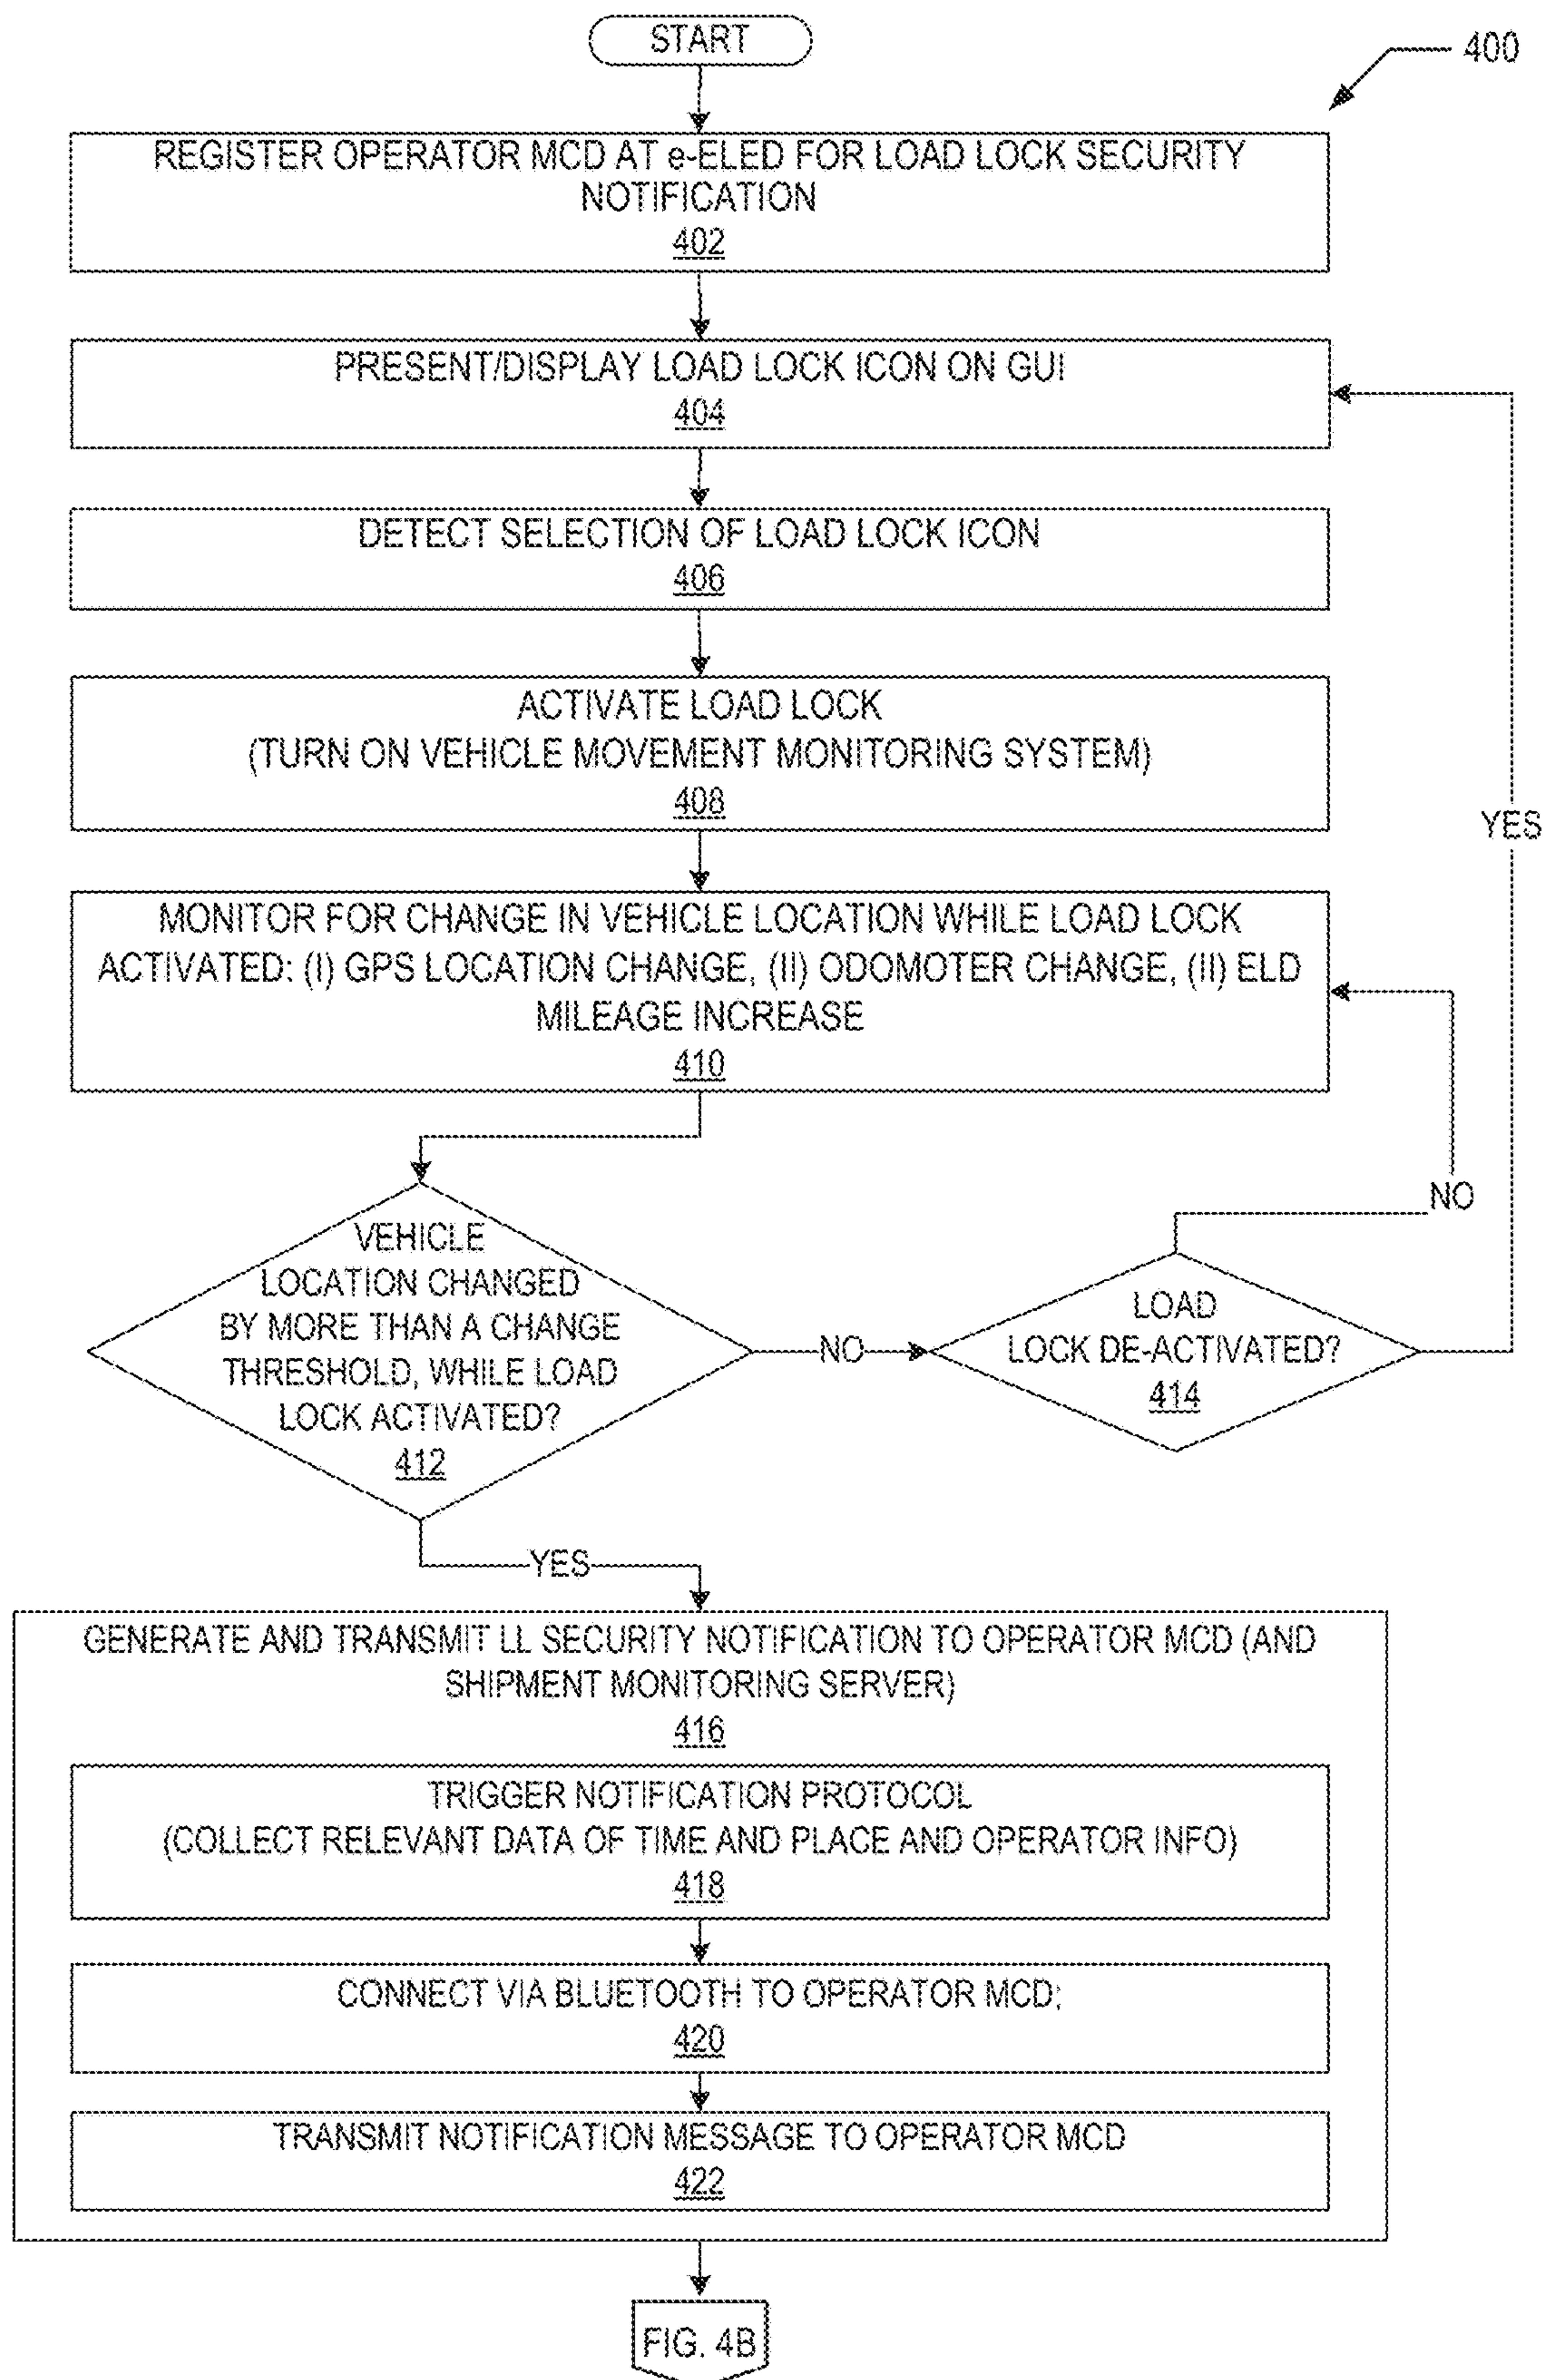 START
400
REGISTER OPERATOR MCD AT e-ELED FOR LOAD LOCK SECURITY
NOTIFICATION
402
PRESENT/DISPLAY LOAD LOCK ICON ON GUI
404
DETECT SELECTION OF LOAD LOCK ICON
406
ACTIVATE LOAD LOCK
(TURN ON VEHICLE MOVEMENT MONITORING SYSTEM)
408
YES
MONITOR FOR CHANGE IN VEHICLE LOCATION WHILE LOAD LOCK
ACTIVATED: (I) GPS LOCATION CHANGE, (II) ODOMOTER CHANGE, (II) ELD
MILEAGE INCREASE
410
NO
VEHICLE
LOCATION CHANGED
BY MORE THAN A CHANGE
THRESHOLD, WHILE LOAD
LOCK ACTIVATED?
412
NO
LOAD
LOCK DE-ACTIVATED?
414
YES
GENERATE AND TRANSMIT LL SECURITY NOTIFICATION TO OPERATOR MCD (AND
SHIPMENT MONITORING SERVER)
416
TRIGGER NOTIFICATION PROTOCOL
(COLLECT RELEVANT DATA OF TIME AND PLACE AND OPERATOR INFO)
418
CONNECT VIA BLUETOOTH TO OPERATOR MCD;
420
TRANSMIT NOTIFICATION MESSAGE TO OPERATOR MCD
422
FIG. 4B